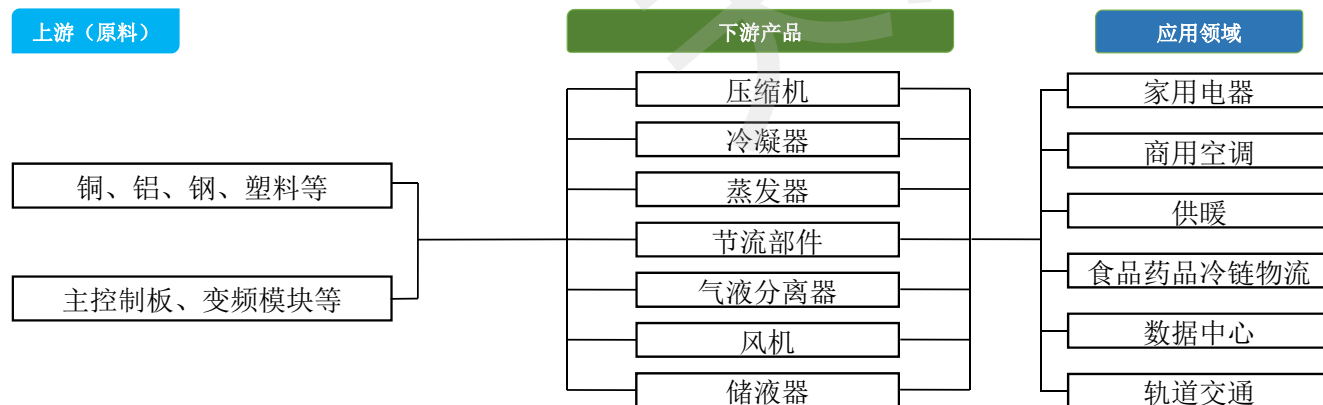 上游（原料）
下游产品
应用领域
铜、铝、钢、塑料等
主控制板、变频模块等
压缩机
冷凝器
蒸发器
节流部件
气液分离器
风机
储液器
家用电器
商用空调
供暖
食品药品冷链物流
数据中心
轨道交通